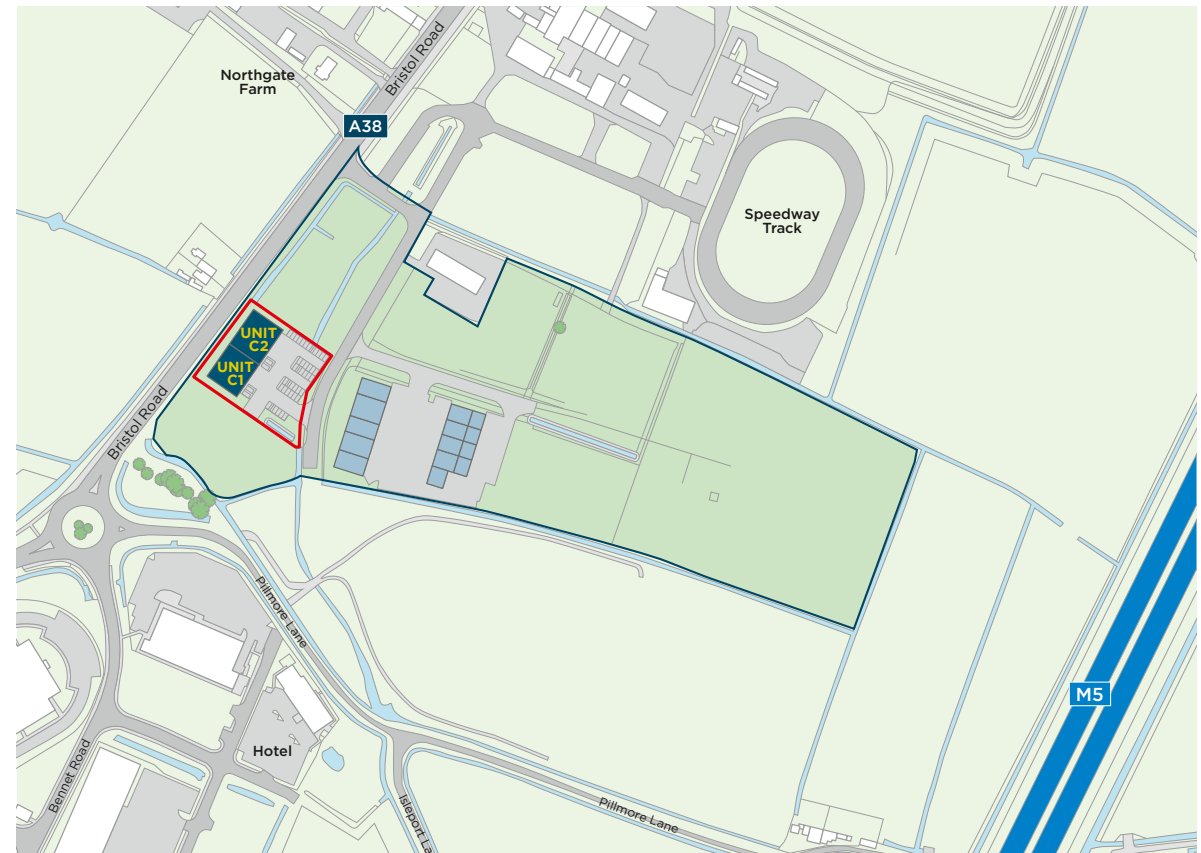 Bristol Road
Northgate
Farm
A38
Speedway
Track
UNIT
C2
UNIT
C1
Bristol Road
Pillmore Lane
M5
Hotel
Bennet Road
Pillmore Lane
Isleport La